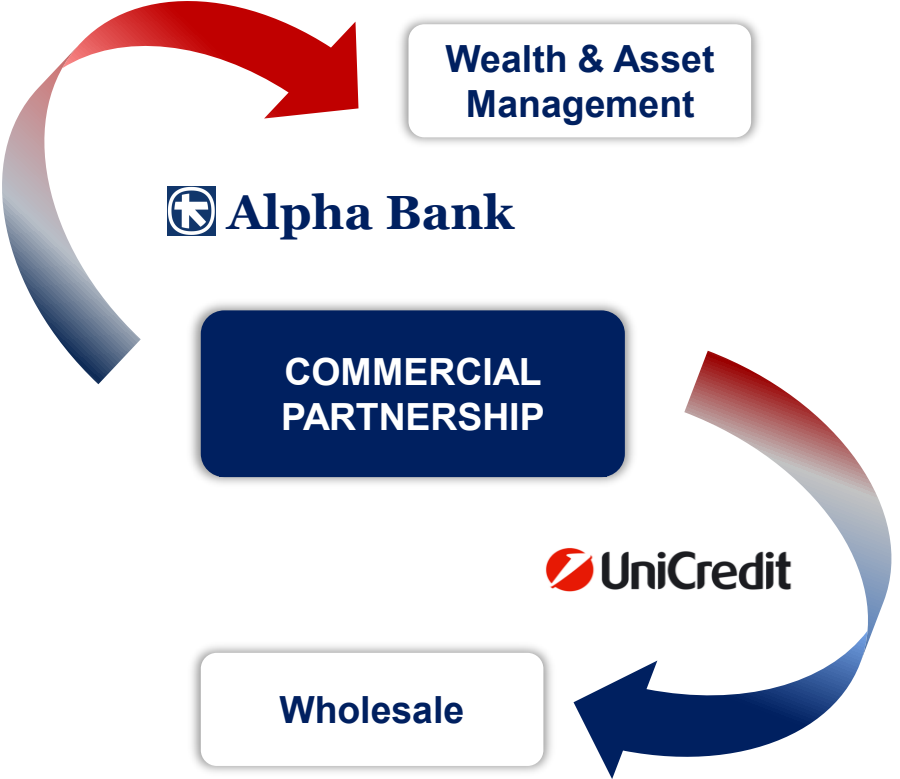 Wealth & Asset
Management
Alpha Bank
COMMERCIAL
PARTNERSHIP
UniCredit
Wholesale